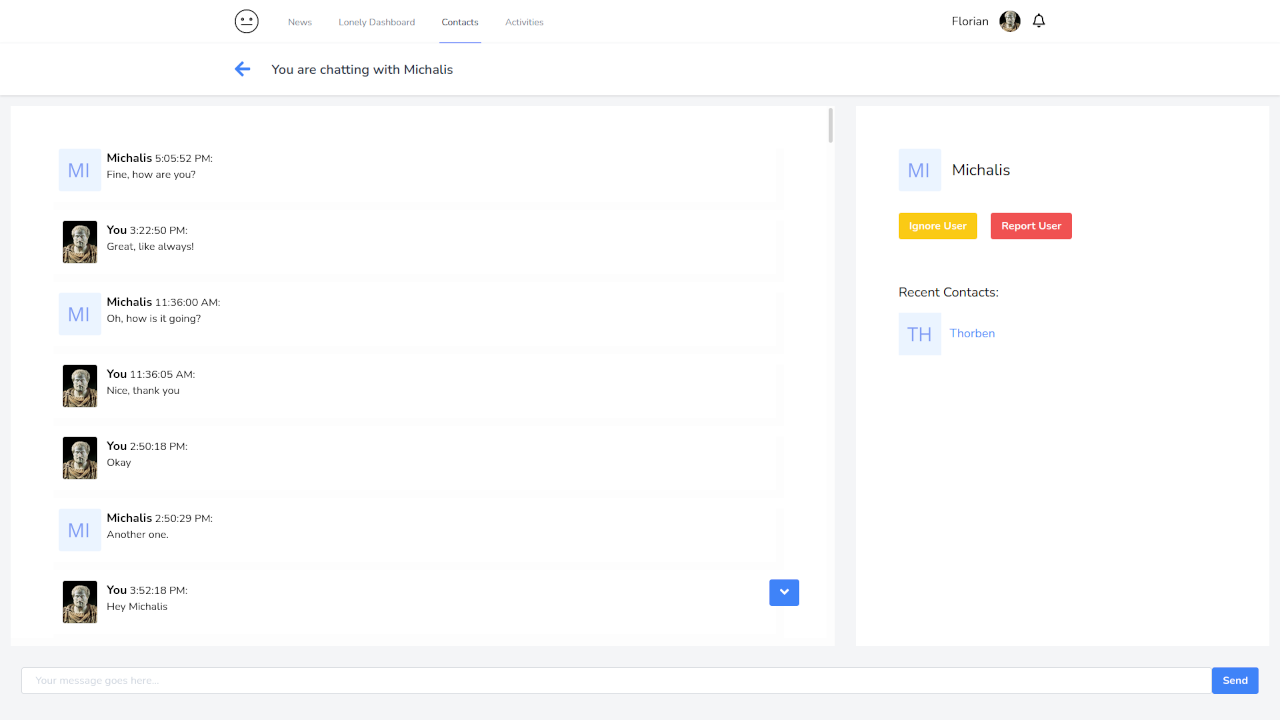 News Lonely Dashboard Contacts Activities Florian
You are chatting with Michalis
MI Michalis 5:05:52 PM:
Fine, how are you?
You 3:22:50 PM:
Great, like always!
MI Michalis 11:36:00 AM:
Oh, how is it going?
You 11:36:05 AM:
Nice, thank you
You 2:50:18 PM:
Okay
MI Michalis 2:50:29 PM:
Another one.
You 3:52:18 PM:
Hey Michalis
MI Michalis
Ignore User Report User
Recent Contacts:
TH Thorben
Your message goes here... Send